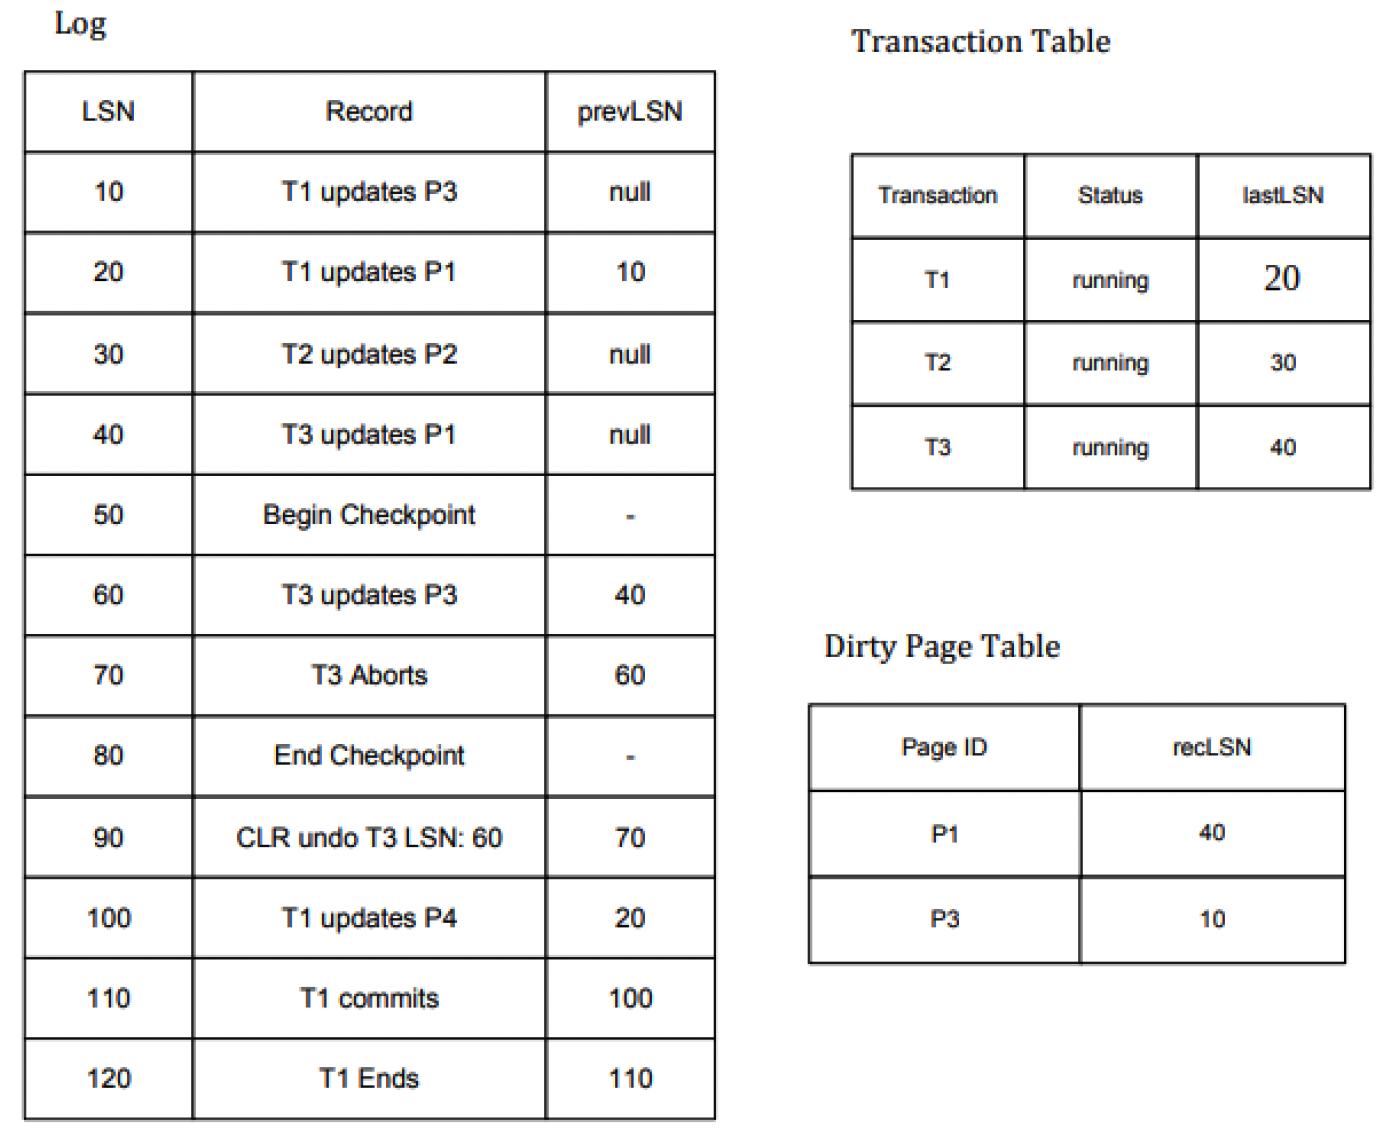 Log
LSN Record prevLSN
10 T1 updates P3 null
20 T1 updates P1 10
30 T2 updates P2 null
40 T3 updates P1 null
50 Begin Checkpoint -
60 T3 updates P3 40
70 T3 Aborts 60
80 End Checkpoint -
90 CLR undo T3 LSN: 60 70
100 T1 updates P4 20
110 T1 commits 100
120 T1 Ends 110
Transaction Table
Transaction Status lastLSN
T1 running 20
T2 running 30
T3 running 40
Dirty Page Table
Page ID recLSN
P1 40
P3 10